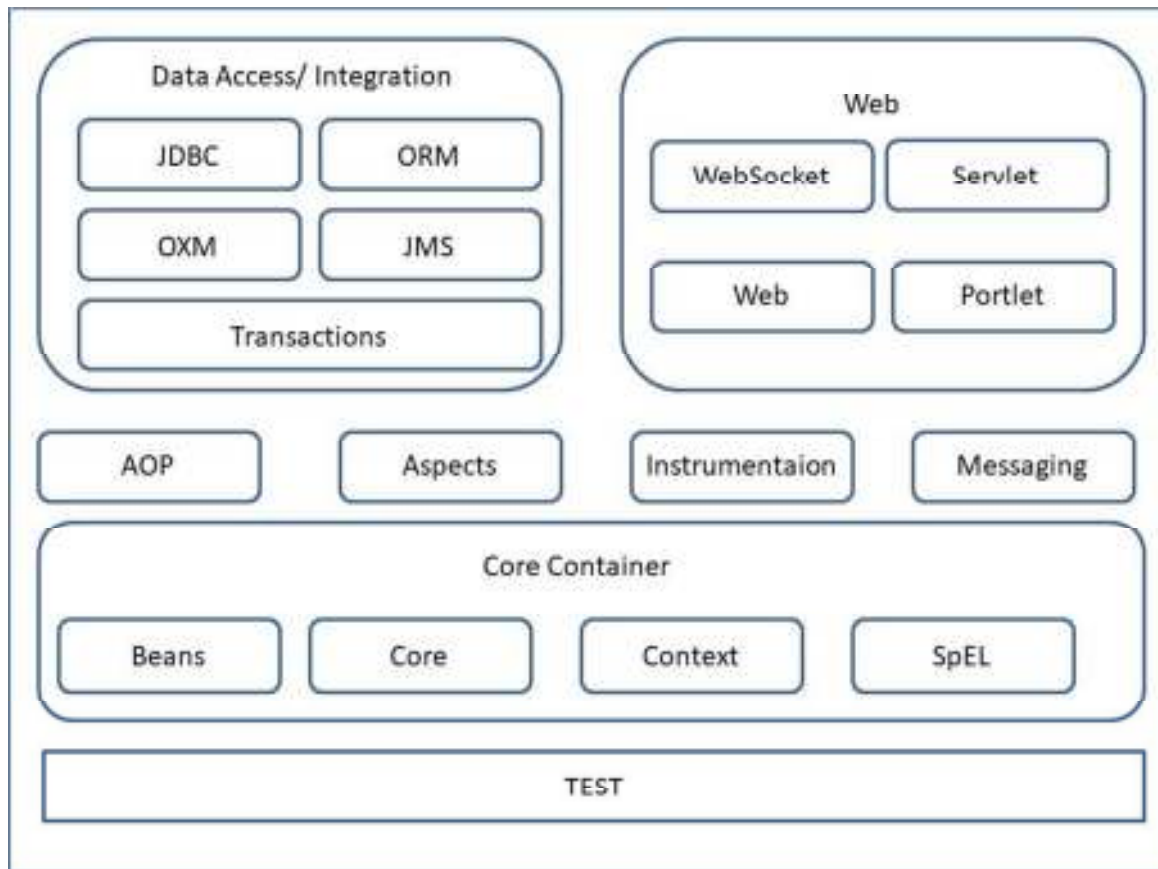 Data Access/ Integration
JDBC
ORM
OXM
JMS
Transactions
Web
WebSocket
Servlet
Web
Portlet
AOP
Aspects
Instrumentaion
Messaging
Core Container
Beans
Core
Context
SpEL
TEST